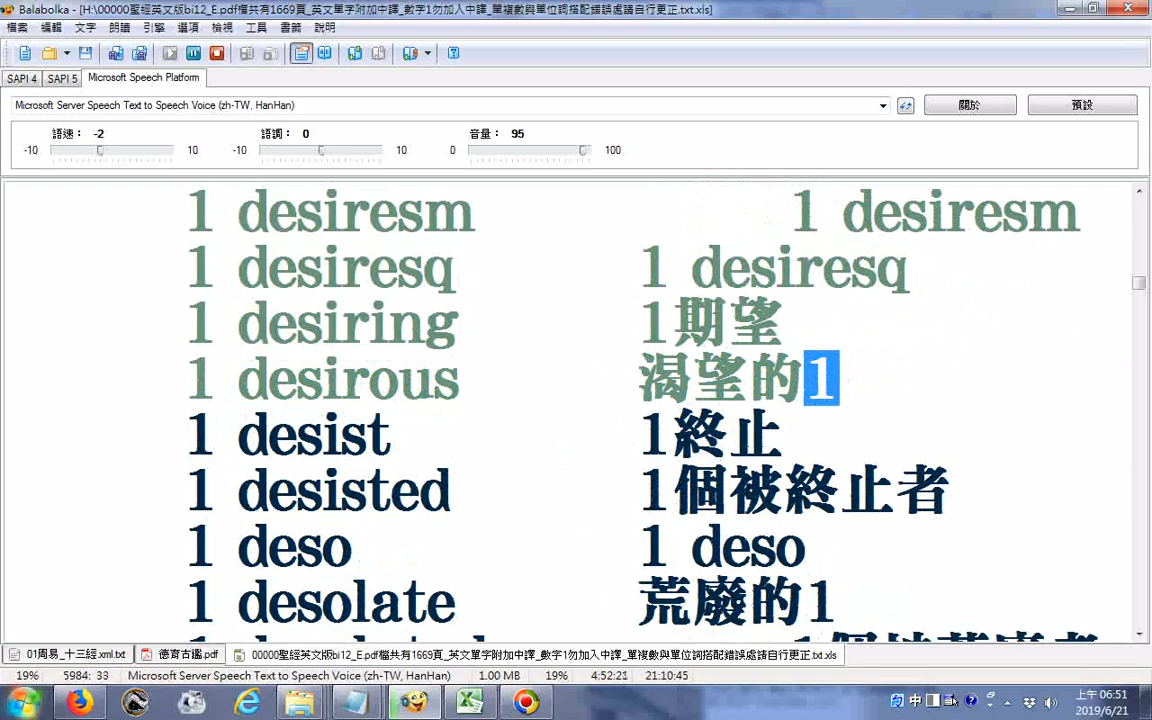 Balabolka - [H:\00000聖經英文版bi12_E.pdf檔共有1669頁_英文單字附加中譯_數字1勿加入中譯_單複數與單位詞搭配錯誤處請自行更正.txt.xls]
檔案 編輯 文字 朗讀 引擎 選項 檢視 工具 書籤 說明
SAPI 4 SAPI 5 Microsoft Speech Platform
Microsoft Server Speech Text to Speech Voice (zh-TW, HanHan) 關於 預設
語速： -2 語調： 0 音量： 95
-10 10 -10 10 0 100
1 desiresm 1 desiresm
1 desiresq 1 desiresq
1 desiring 1期望
1 desirous 渴望的1
1 desist 1終止
1 desisted 1個被終止者
1 deso 1 deso
1 desolate 荒廢的1
01周易_十三經.xml.txt 德育古鑑.pdf 00000聖經英文版bi12_E.pdf檔共有1669頁_英文單字附加中譯_數字1勿加入中譯_單複數與單位詞搭配錯誤處請自行更正.txt.xls
19% 5984: 33 Microsoft Server Speech Text to Speech Voice (zh-TW, HanHan) 1.00 MB 19% 4:52:21 21:10:45
中 上午 06:51
2019/6/21